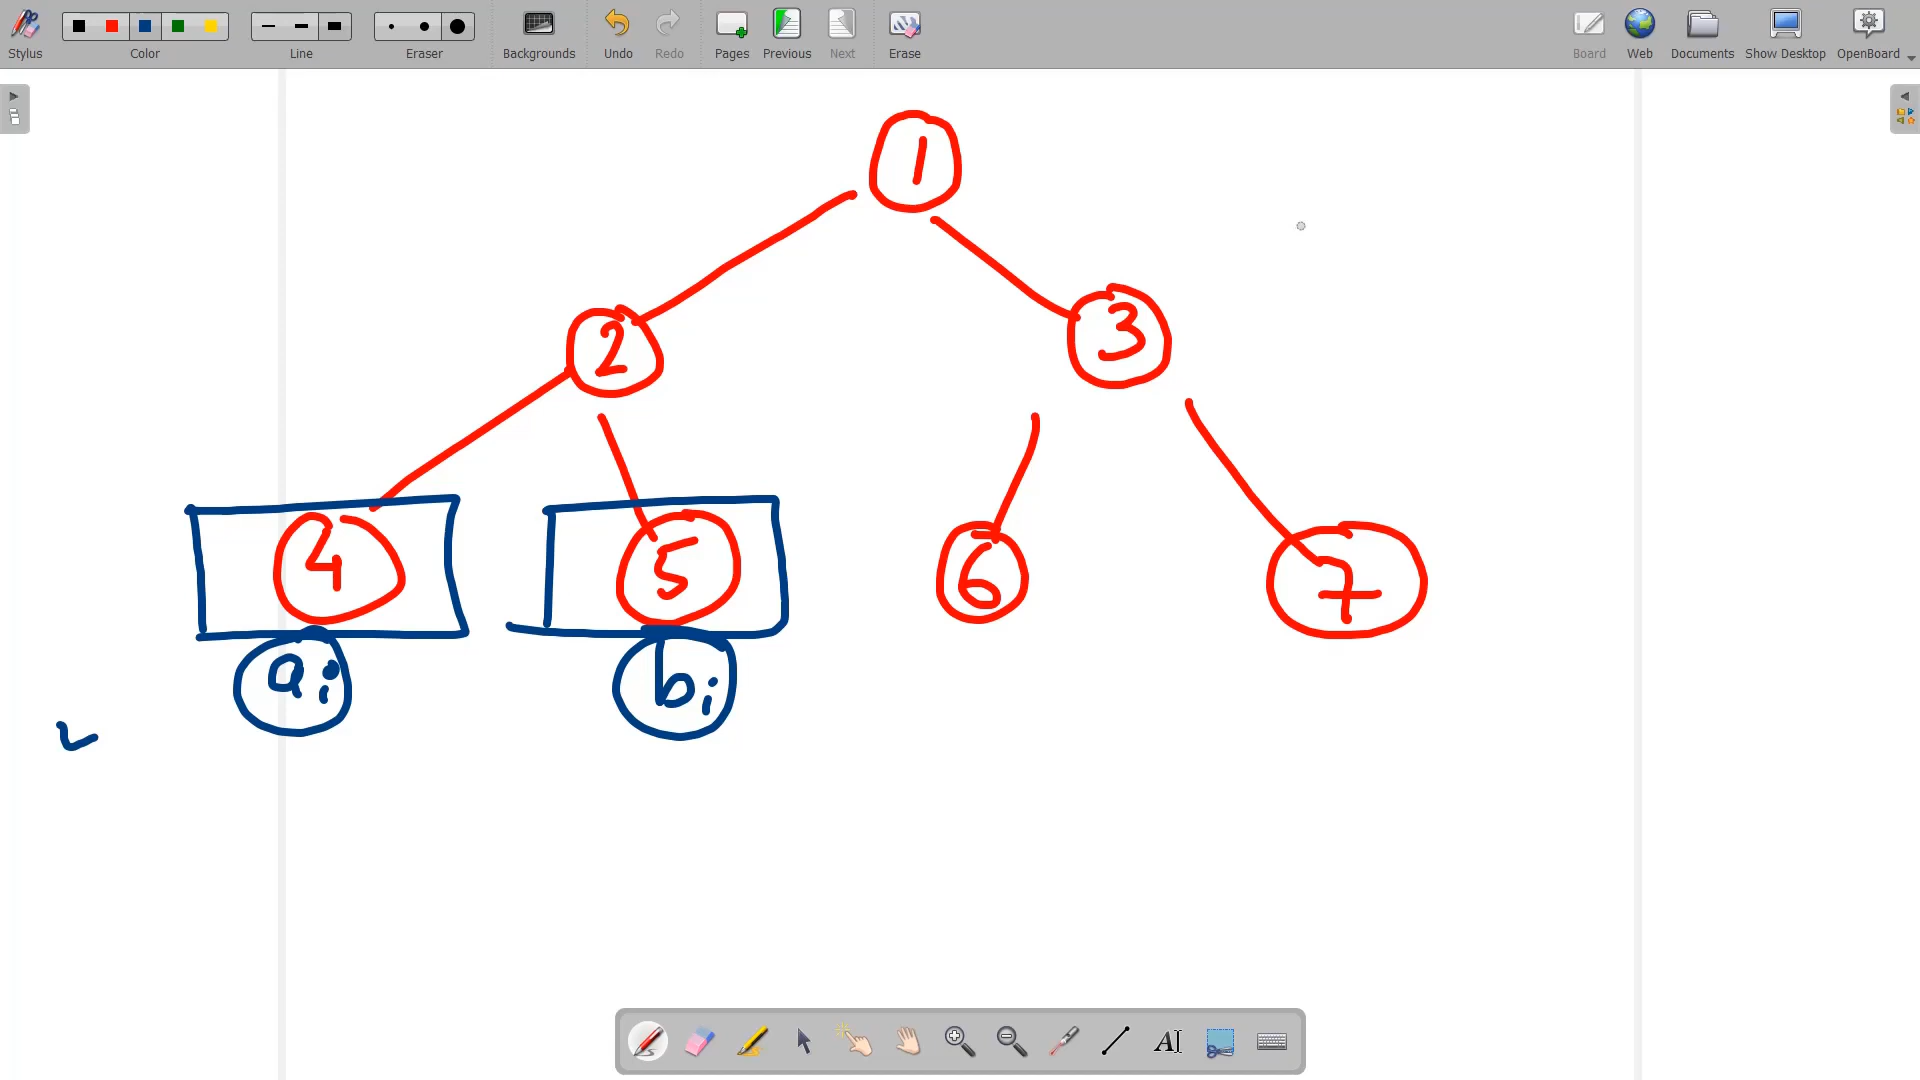 Stylus Color Line Eraser Backgrounds Undo Redo Pages Previous Next Erase Board Web Documents Show Desktop OpenBoard
1
2 3
4 5 6 7
ai bi